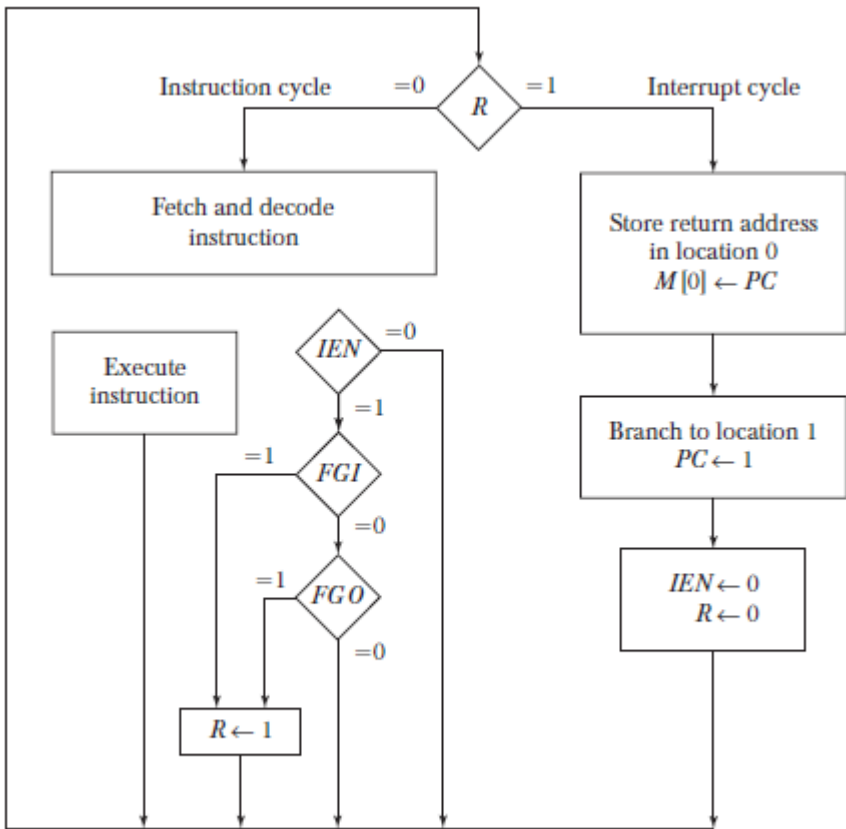 Instruction cycle
=0
R
=1
Interrupt cycle
Fetch and decode
instruction
Store return address
in location 0
M [0] ← PC
Execute
instruction
IEN
=0
=1
Branch to location 1
PC ← 1
=1
FGI
=0
=1
FGO
=0
IEN ← 0
R ← 0
R ← 1